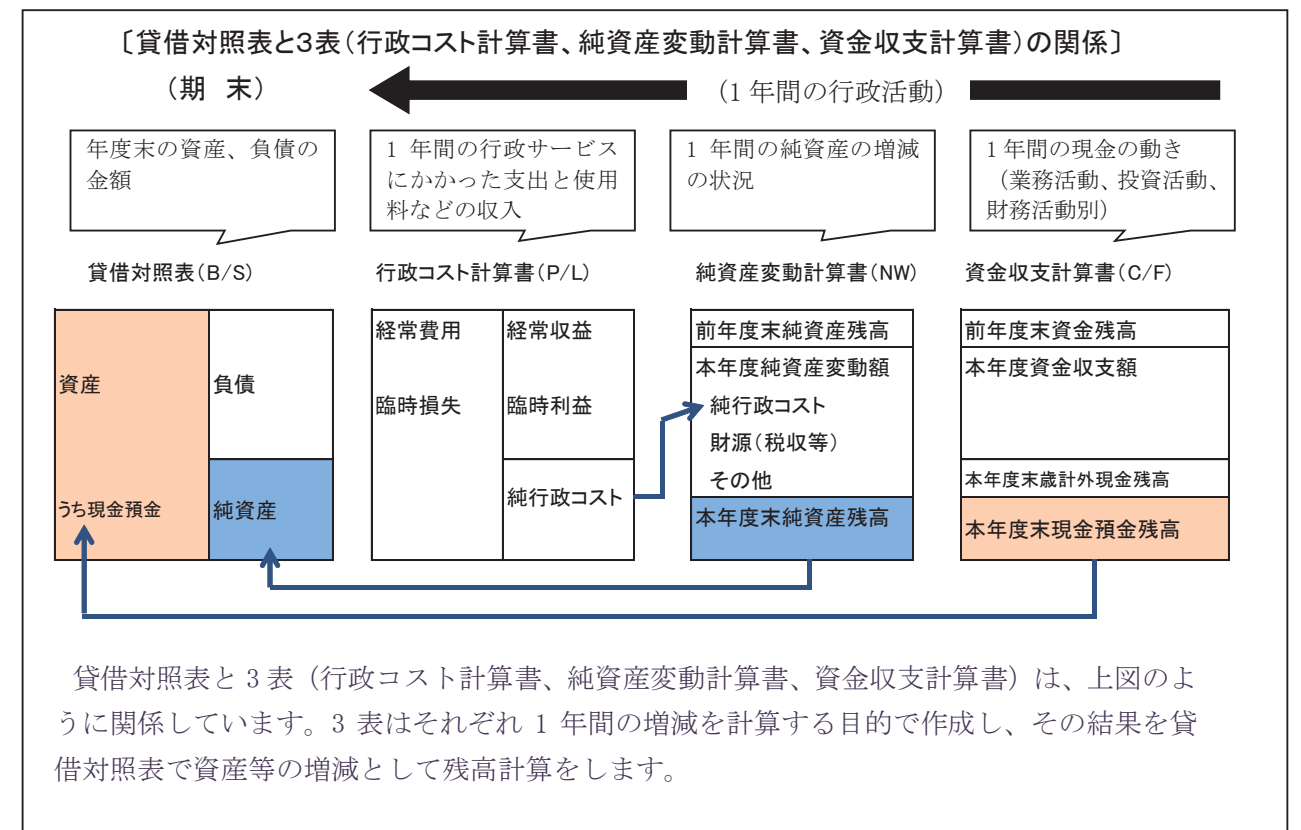 〔貸借対照表と3表（行政コスト計算書、純資産変動計算書、資金収支計算書）の関係〕
（期　末）
（1 年間の行政活動）
年度末の資産、負債の
金額
1 年間の行政サービス
にかかった支出と使用
料などの収入
1 年間の純資産の増減
の状況
1 年間の現金の動き
（業務活動、投資活動、
財務活動別）
貸借対照表（B/S）
資産
負債
うち現金預金
純資産
行政コスト計算書（P/L）
経常費用
経常収益
臨時損失
臨時利益
純行政コスト
純資産変動計算書（NW）
前年度末純資産残高
本年度純資産変動額
純行政コスト
財源（税収等）
その他
本年度末純資産残高
資金収支計算書（C/F）
前年度末資金残高
本年度資金収支額
本年度末歳計外現金残高
本年度末現金預金残高
貸借対照表と 3 表（行政コスト計算書、純資産変動計算書、資金収支計算書）は、上図のよ
うに関係しています。3 表はそれぞれ 1 年間の増減を計算する目的で作成し、その結果を貸
借対照表で資産等の増減として残高計算をします。